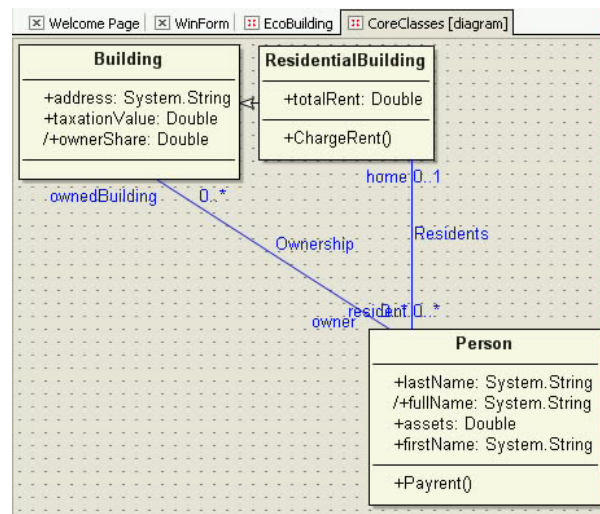 Welcome Page WinForm EcoBuilding CoreClasses [diagram]
Building
+address: System.String
+taxationValue: Double
/+ownerShare: Double
ResidentialBuilding
+totalRent: Double
+ChargeRent()
ownedBuilding 0..*
home 0..1
Ownership
Residents
owner
resident 0..*
Person
+lastName: System.String
/+fullName: System.String
+assets: Double
+firstName: System.String
+Payrent()